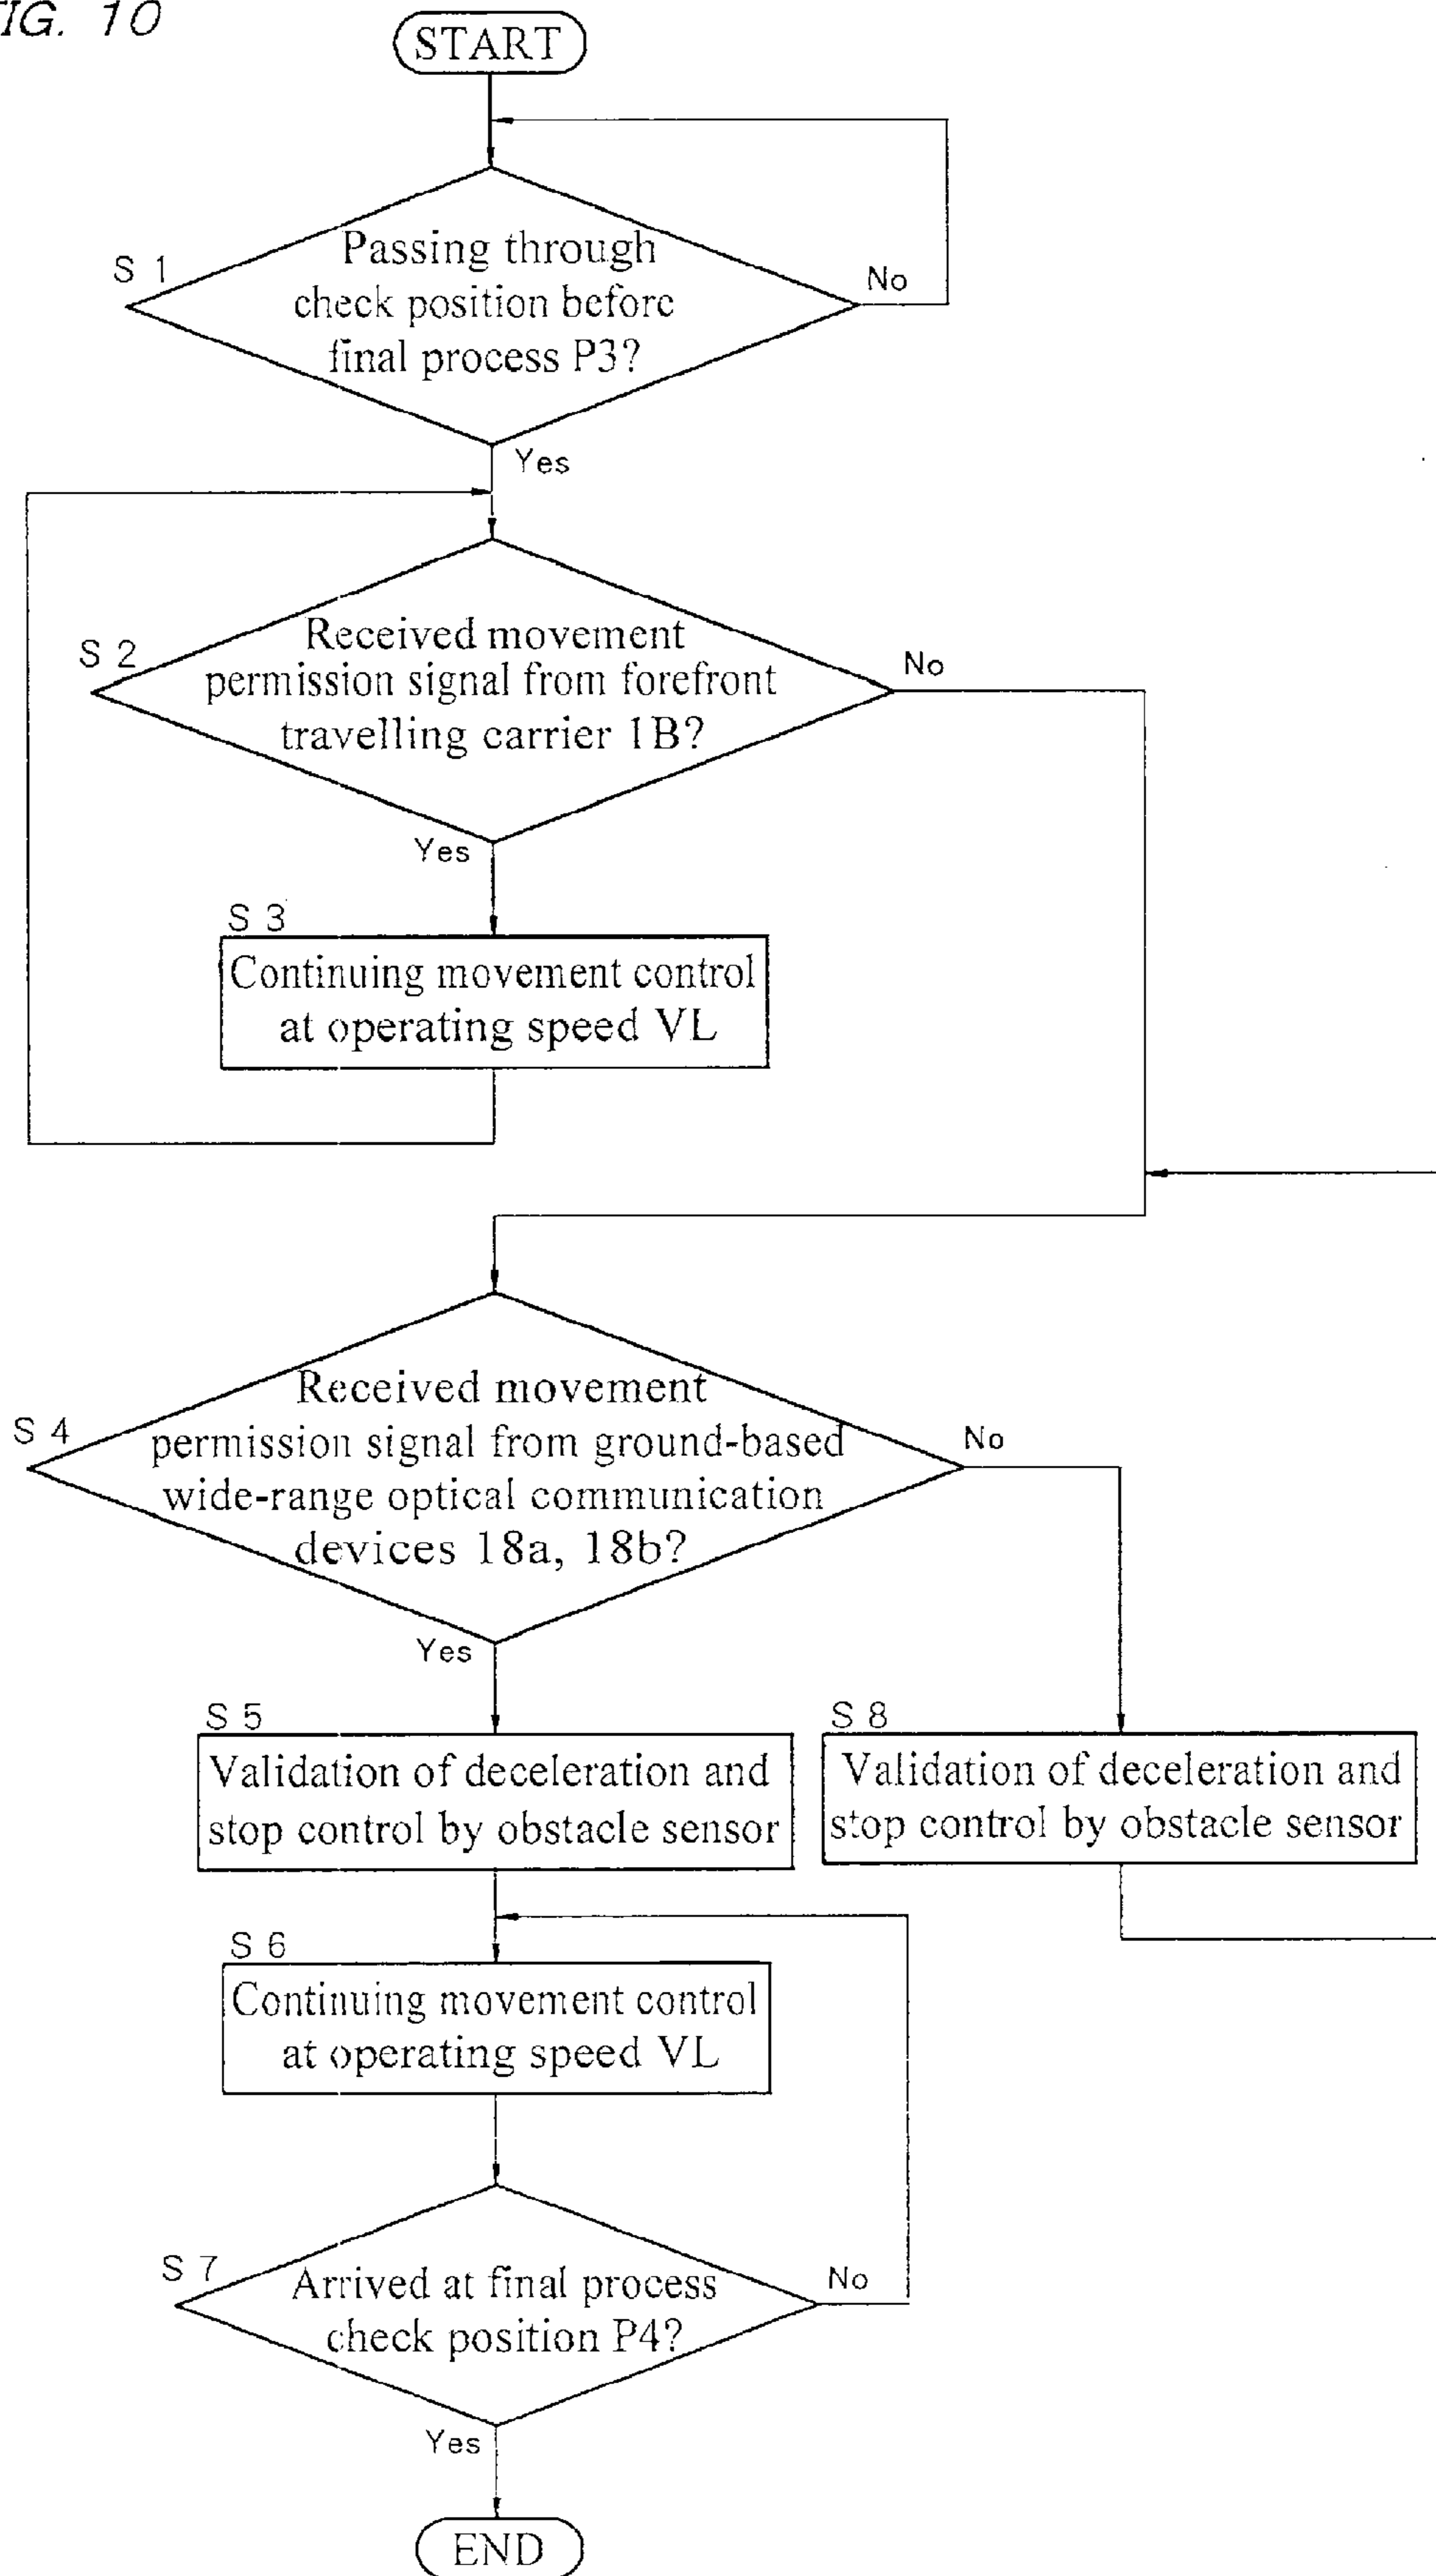 FIG. 10
START
S 1
Passing through
check position before
final process P3?
No
Yes
S 2
Received movement
permission signal from forefront
travelling carrier 1B?
No
Yes
S 3
Continuing movement control
at operating speed VL
S 4
Received movement
permission signal from ground-based
wide-range optical communication
devices 18a, 18b?
No
Yes
S 5
Validation of deceleration and
stop control by obstacle sensor
S 8
Validation of deceleration and
stop control by obstacle sensor
S 6
Continuing movement control
at operating speed VL
S 7
Arrived at final process
check position P4?
No
Yes
END